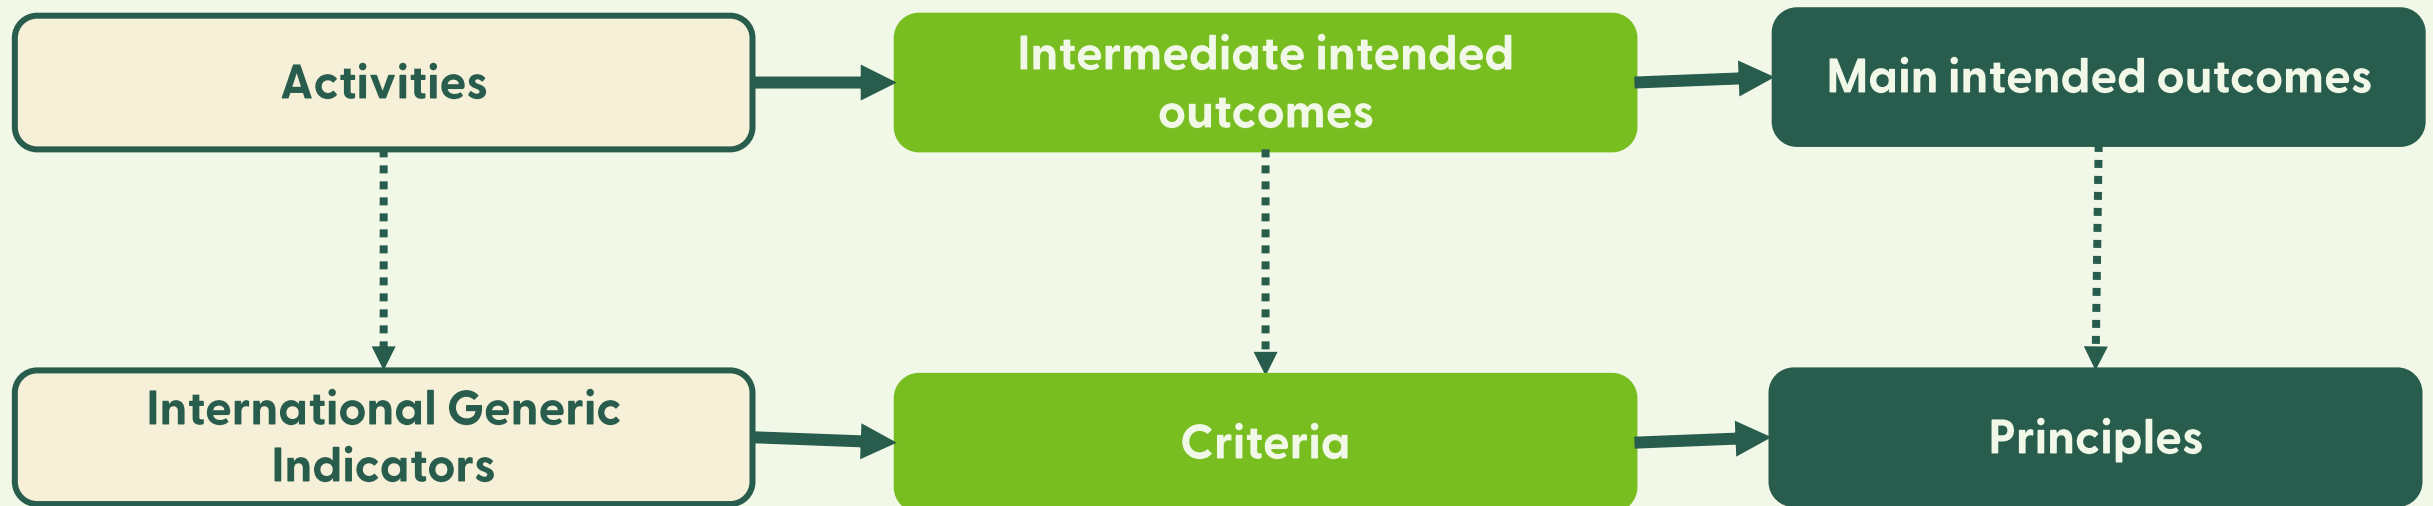 Activities
Intermediate intended
outcomes
Main intended outcomes
International Generic
Indicators
Criteria
Principles